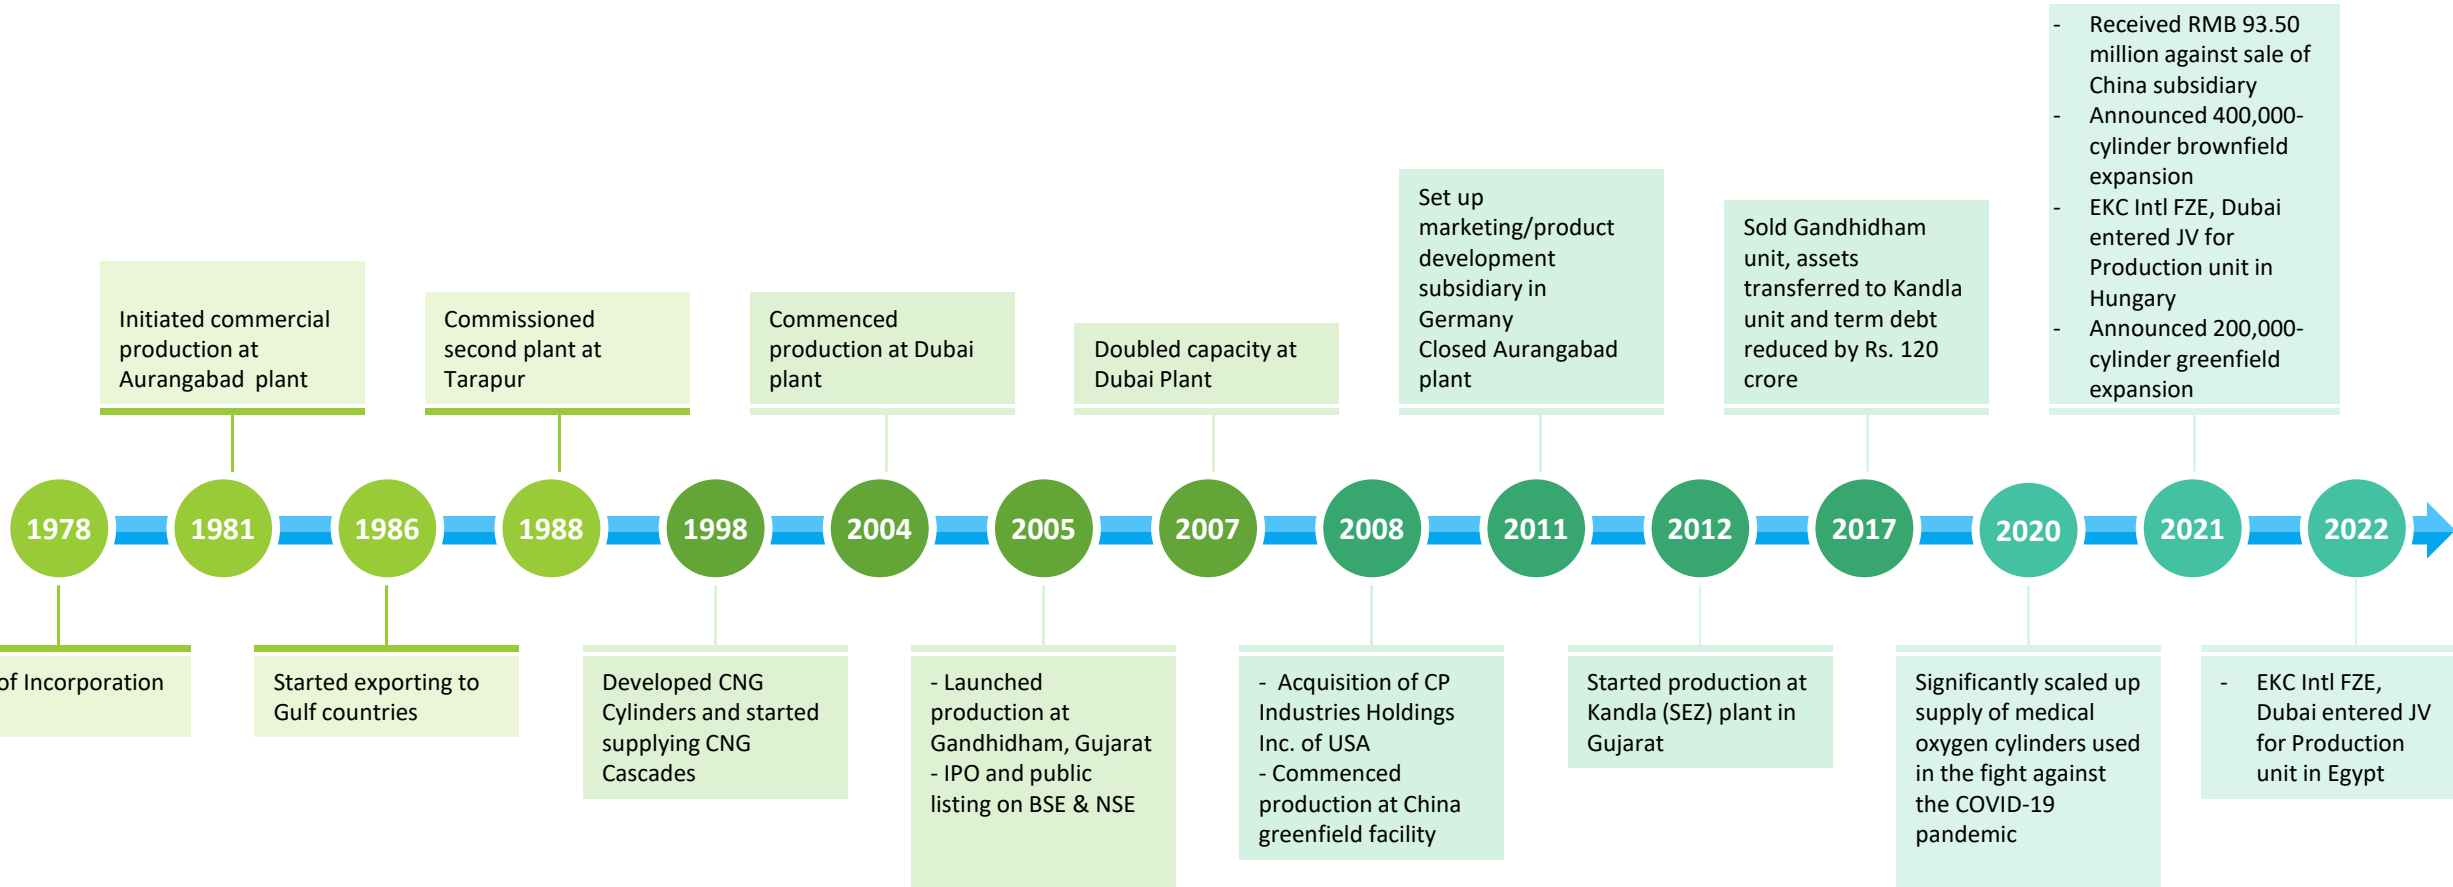 - Received RMB 93.50
million against sale of
China subsidiary
- Announced 400,000-
cylinder brownfield
expansion
- EKC Intl FZE, Dubai
entered JV for
Production unit in
Hungary
- Announced 200,000-
cylinder greenfield
expansion
Set up
marketing/product
development
subsidiary in
Germany
Closed Aurangabad
plant
Sold Gandhidham
unit, assets
transferred to Kandla
unit and term debt
reduced by Rs. 120
crore
Initiated commercial
production at
Aurangabad plant
Commissioned
second plant at
Tarapur
Commenced
production at Dubai
plant
Doubled capacity at
Dubai Plant
1978 1981 1986 1988 1998 2004 2005 2007 2008 2011 2012 2017 2020 2021 2022
of Incorporation
Started exporting to
Gulf countries
Developed CNG
Cylinders and started
supplying CNG
Cascades
- Launched
production at
Gandhidham, Gujarat
- IPO and public
listing on BSE & NSE
- Acquisition of CP
Industries Holdings
Inc. of USA
- Commenced
production at China
greenfield facility
Started production at
Kandla (SEZ) plant in
Gujarat
Significantly scaled up
supply of medical
oxygen cylinders used
in the fight against
the COVID-19
pandemic
- EKC Intl FZE,
Dubai entered JV
for Production
unit in Egypt